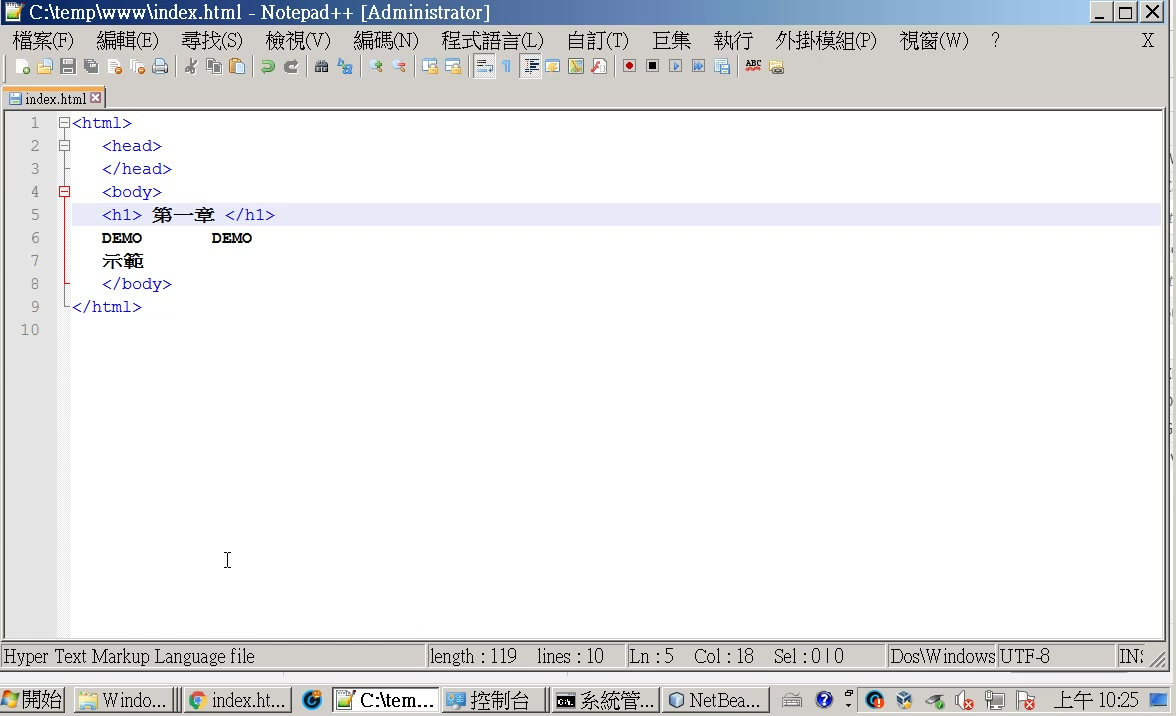 C:\temp\www\index.html - Notepad++ [Administrator]
檔案(F) 編輯(E) 尋找(S) 檢視(V) 編碼(N) 程式語言(L) 自訂(T) 巨集 執行 外掛模組(P) 視窗(W) ? X
ABC
index.html
1 <html>
2 <head>
3 </head>
4 <body>
5 <h1> 第一章 </h1>
6 DEMO DEMO
7 示範
8 </body>
9 </html>
10
Hyper Text Markup Language file length : 119 lines : 10 Ln : 5 Col : 18 Sel : 0 | 0 Dos\Windows UTF-8 INS
開始 Windo... index.ht... C:\tem... 控制台 系統管... NetBea... 上午 10:25